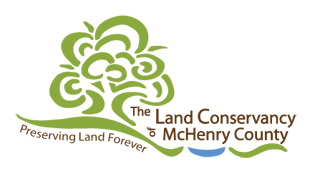 The Land Conservancy
of McHenry County
Preserving Land Forever